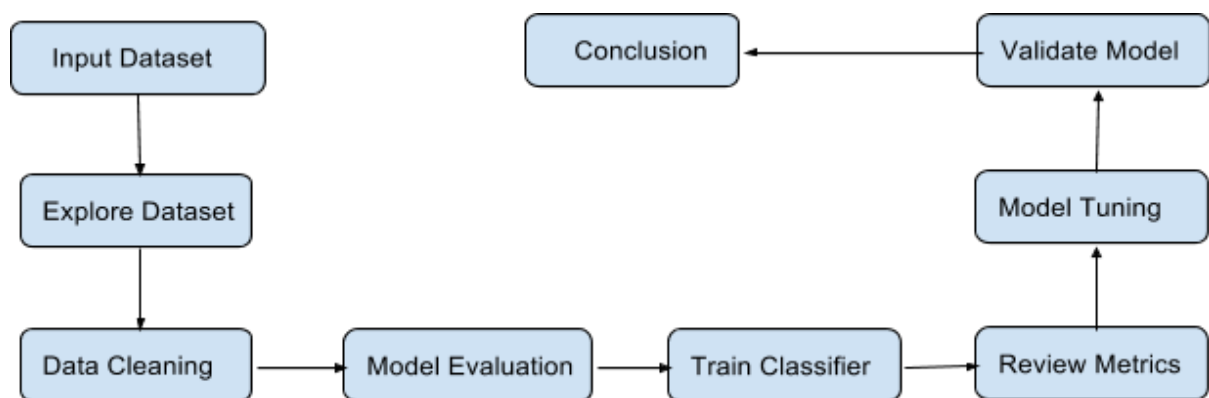 Input Dataset
Conclusion
Validate Model
Explore Dataset
Model Tuning
Data Cleaning
Model Evaluation
Train Classifier
Review Metrics